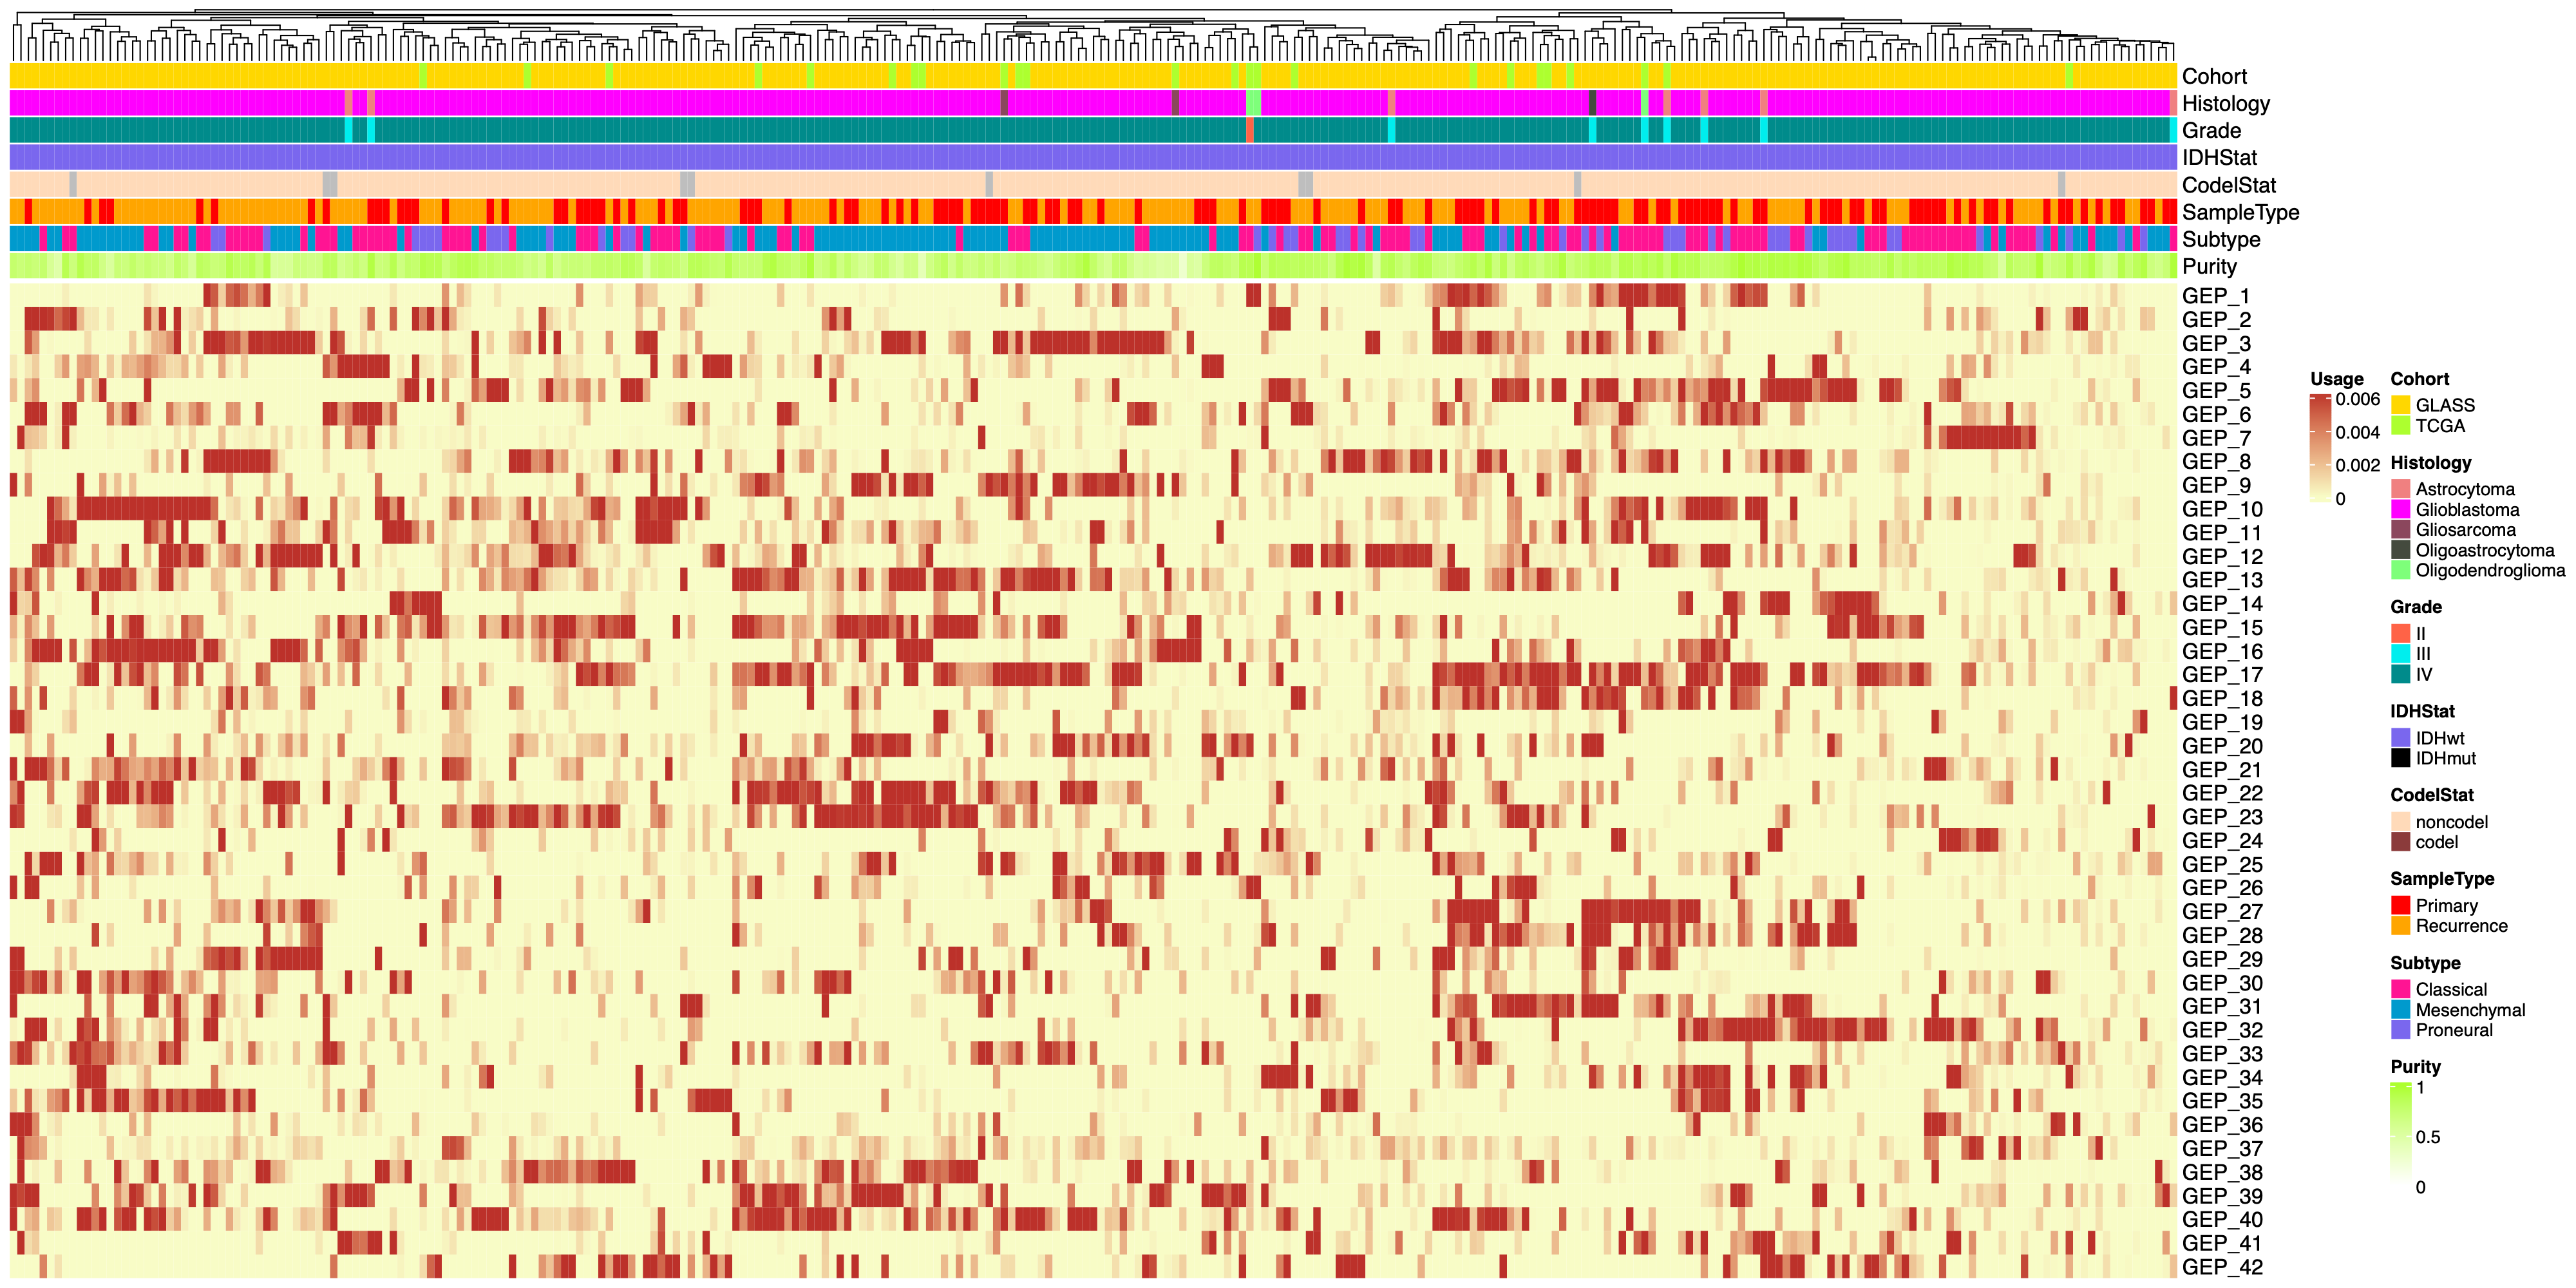 Cohort
Histology
Grade
IDHStat
CodelStat
SampleType
Subtype
Purity
GEP_1
GEP_2
GEP_3
GEP_4
GEP_5
GEP_6
GEP_7
GEP_8
GEP_9
GEP_10
GEP_11
GEP_12
GEP_13
GEP_14
GEP_15
GEP_16
GEP_17
GEP_18
GEP_19
GEP_20
GEP_21
GEP_22
GEP_23
GEP_24
GEP_25
GEP_26
GEP_27
GEP_28
GEP_29
GEP_30
GEP_31
GEP_32
GEP_33
GEP_34
GEP_35
GEP_36
GEP_37
GEP_38
GEP_39
GEP_40
GEP_41
GEP_42
Usage
0.006
0.004
0.002
0
Cohort
GLASS
TCGA
Histology
Astrocytoma
Glioblastoma
Gliosarcoma
Oligoastrocytoma
Oligodendroglioma
Grade
II
III
IV
IDHStat
IDHwt
IDHmut
CodelStat
noncodel
codel
SampleType
Primary
Recurrence
Subtype
Classical
Mesenchymal
Proneural
Purity
1
0.5
0